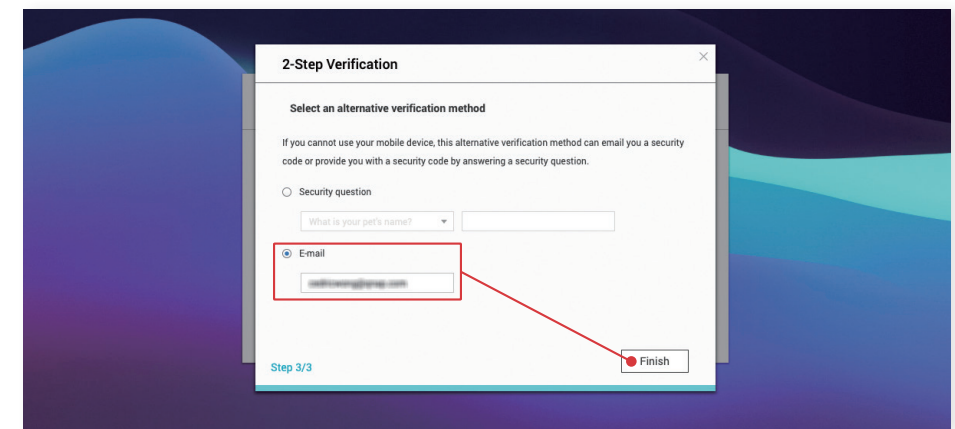 2-Step Verification
Select an alternative verification method
If you cannot use your mobile device, this alternative verification method can email you a security
code or provide you with a security code by answering a security question.
Security question
What is your pet's name?
E-mail
Step 3/3
Finish